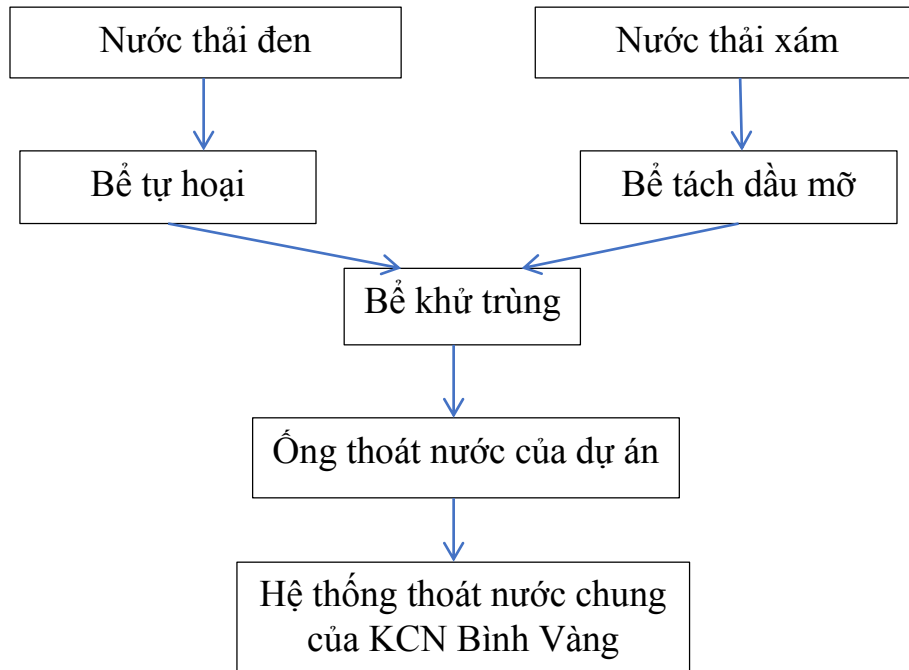 Nước thải đen
Nước thải xám
Bể tự hoại
Bể tách dầu mỡ
Bể khử trùng
Ống thoát nước của dự án
Hệ thống thoát nước chung
của KCN Bình Vàng